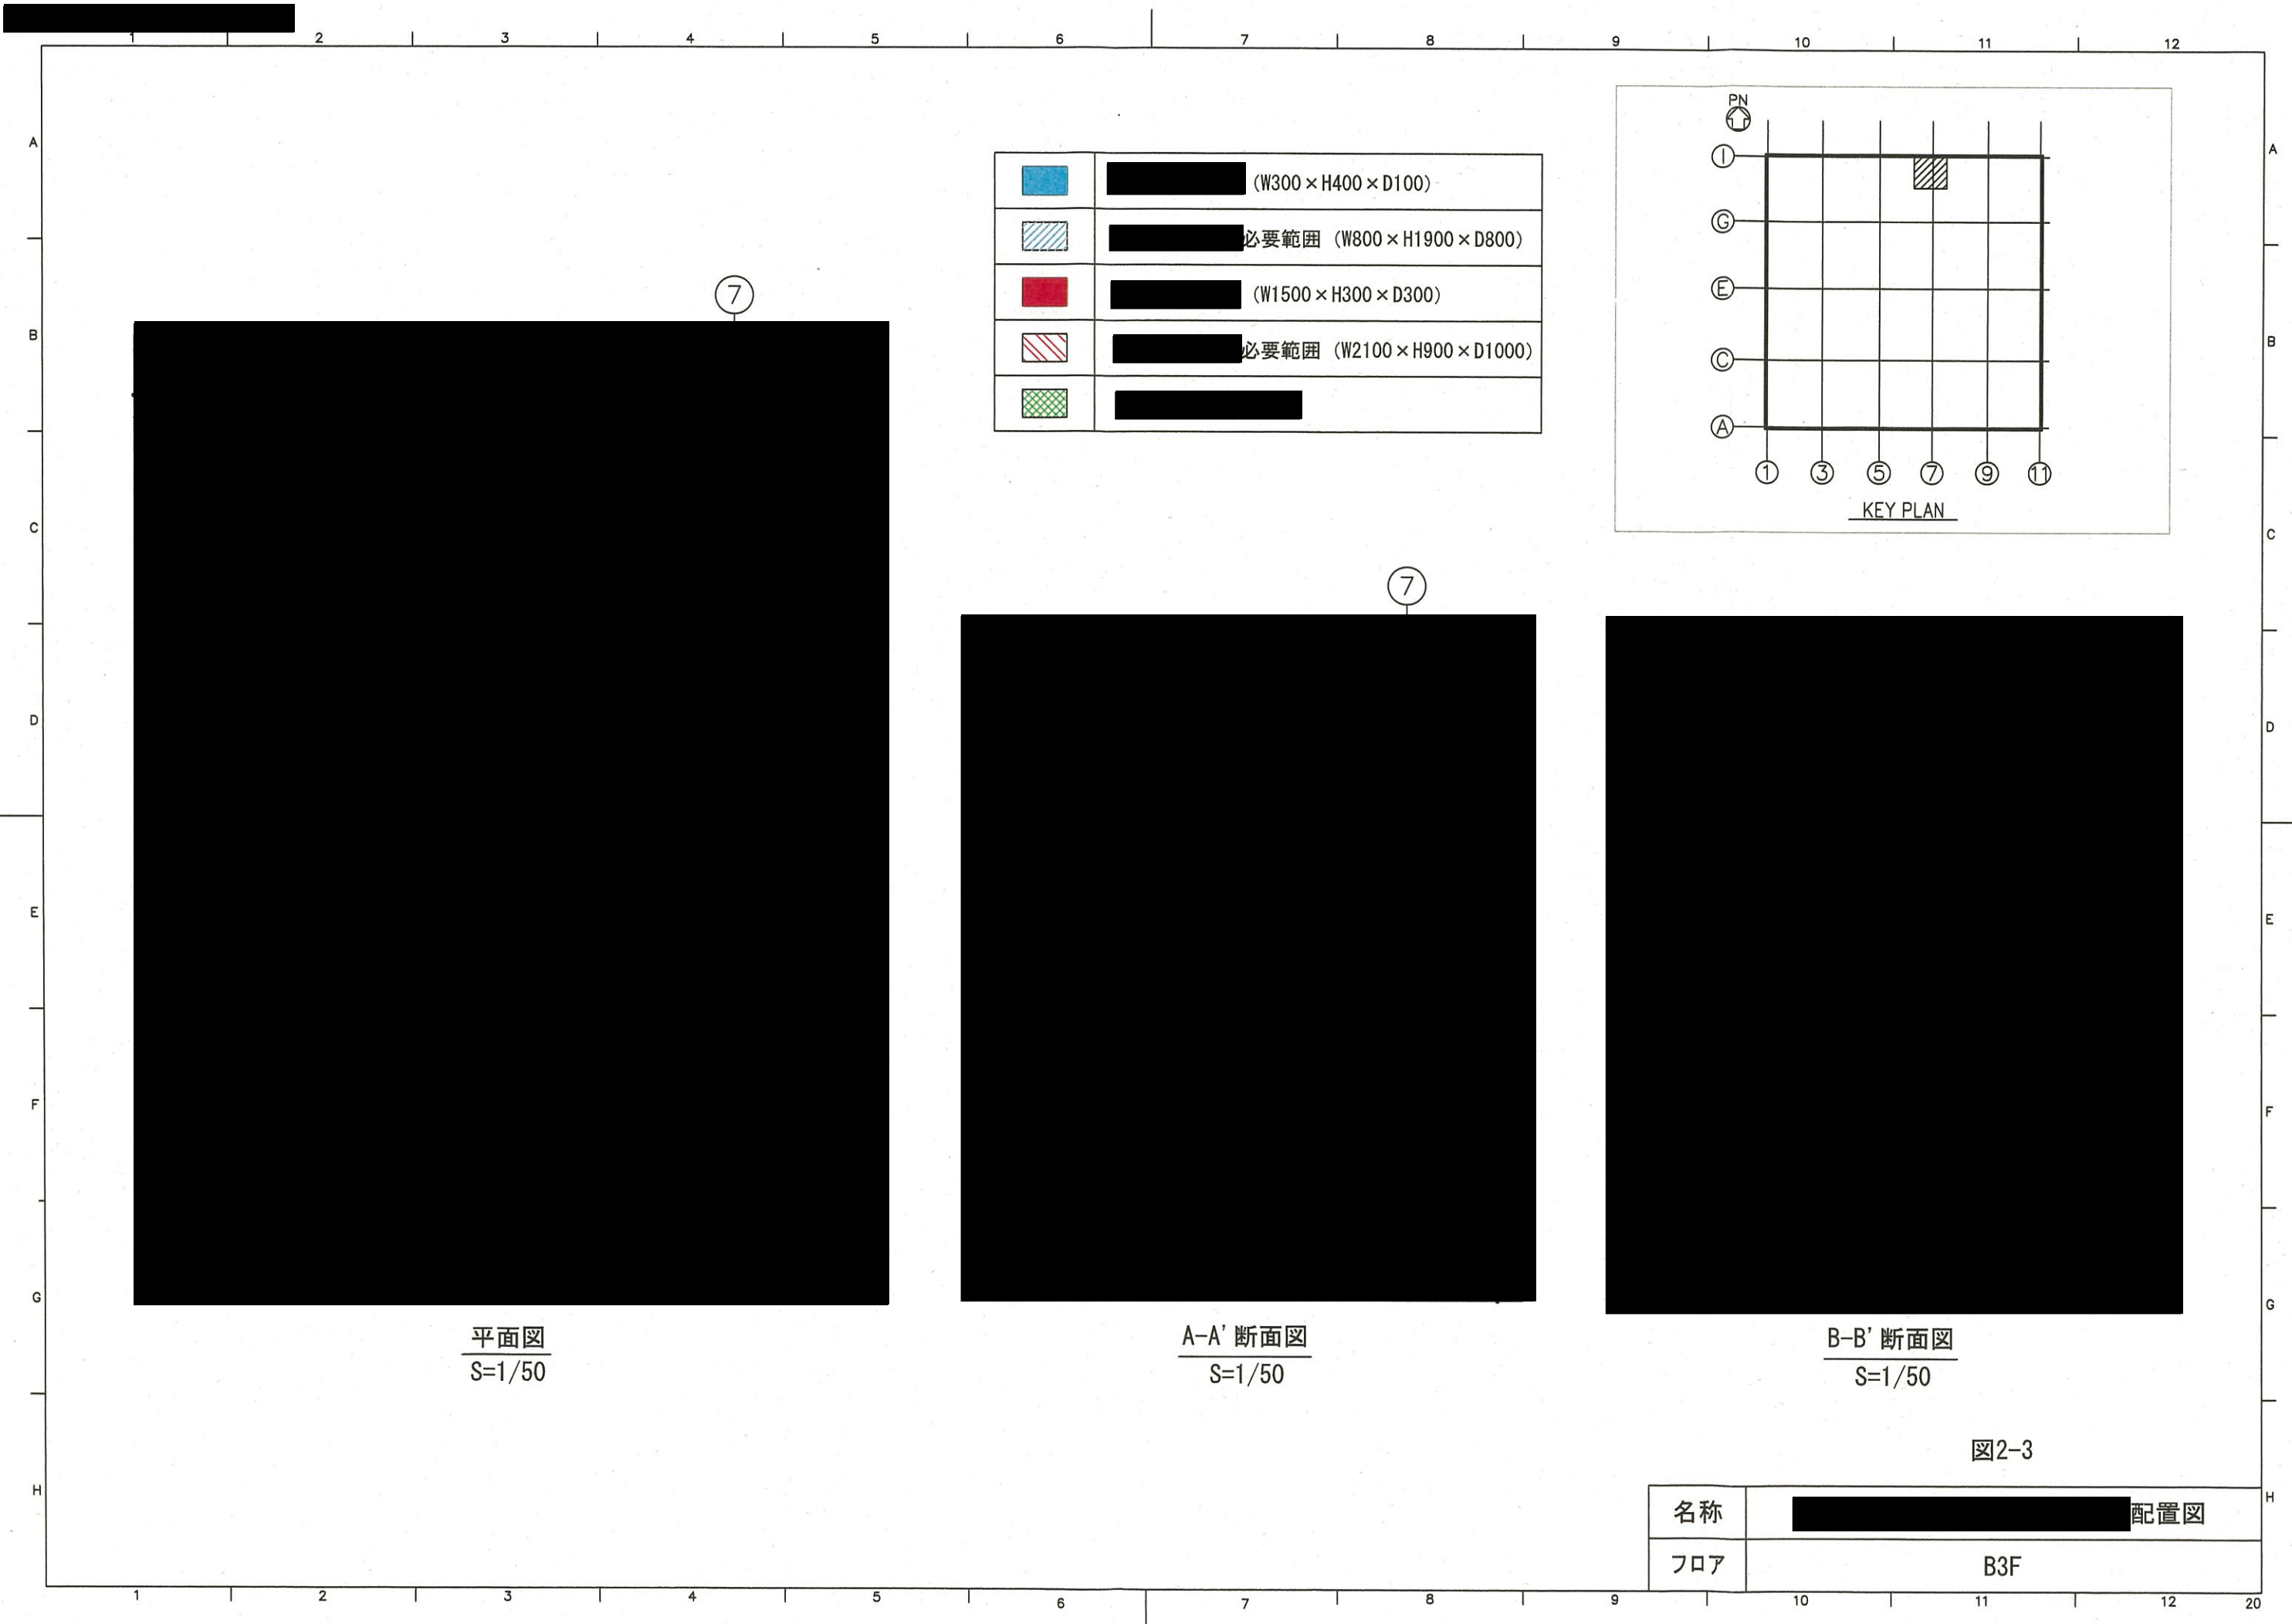 1 2 3 4 5 6 7 8 9 10 11 12
A
B
C
D
E
F
G
H
A
B
C
D
E
F
G
H
(W300×H400×D100)
必要範囲 (W800×H1900×D800)
(W1500×H300×D300)
必要範囲 (W2100×H900×D1000)
PN
I
G
E
C
A
1 3 5 7 9 11
KEY PLAN
7
7
平面図
S=1/50
A-A' 断面図
S=1/50
B-B' 断面図
S=1/50
図2-3
名称 配置図
フロア B3F
1 2 3 4 5 6 7 8 9 10 11 12 20